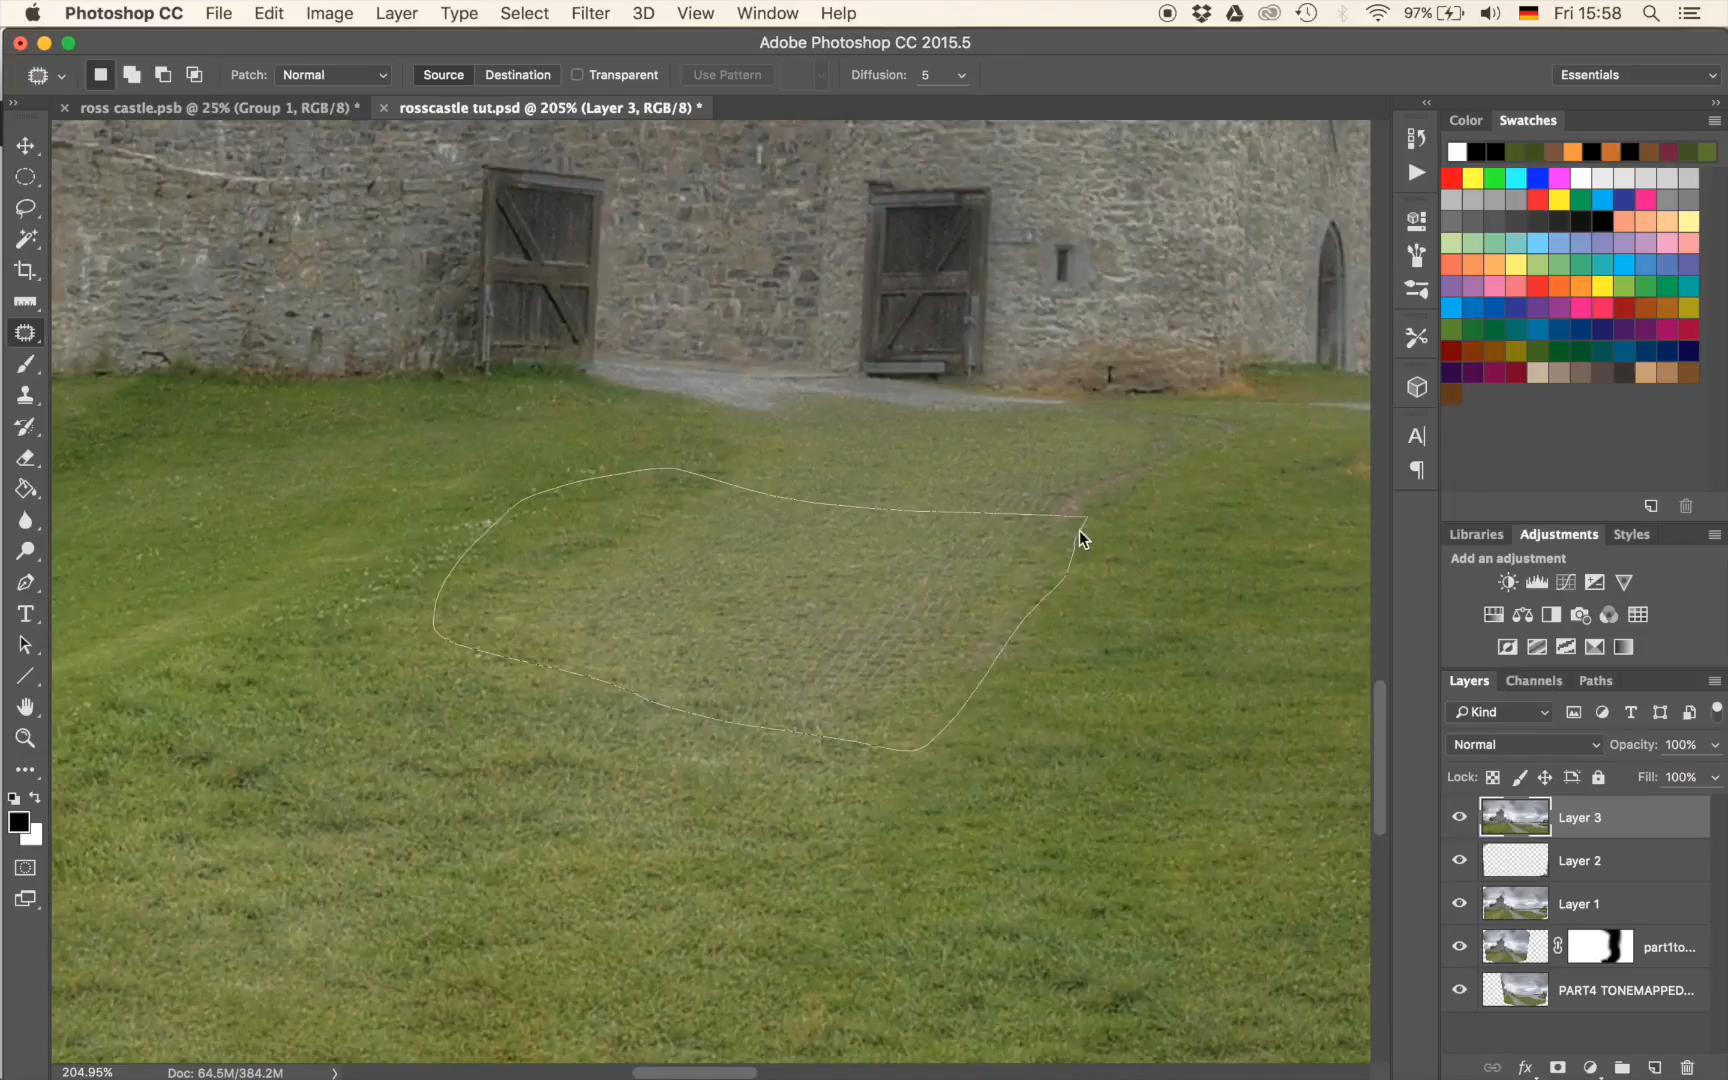 Photoshop CC File Edit Image Layer Type Select Filter 3D View Window Help 97% Fri 15:58
Adobe Photoshop CC 2015.5
Patch: Normal Source Destination Transparent Use Pattern Diffusion: 5 Essentials
ross castle.psb @ 25% (Group 1, RGB/8) * rosscastle tut.psd @ 205% (Layer 3, RGB/8) *
Color Swatches
Libraries Adjustments Styles
Add an adjustment
Layers Channels Paths
Kind
Normal Opacity: 100%
Lock: Fill: 100%
Layer 3
Layer 2
Layer 1
part1to...
PART4 TONEMAPPED...
204.95% Doc: 64.5M/384.2M